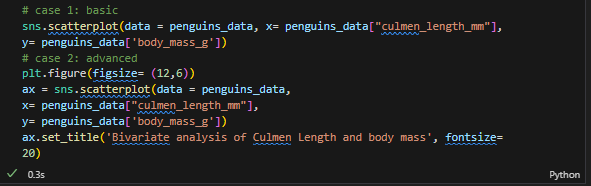 # case 1: basic
sns.scatterplot(data = penguins_data, x= penguins_data["culmen_length_mm"],
y= penguins_data['body_mass_g'])
# case 2: advanced
plt.figure(figsize= (12,6))
ax = sns.scatterplot(data = penguins_data,
x= penguins_data["culmen_length_mm"],
y= penguins_data['body_mass_g'])
ax.set_title('Bivariate analysis of Culmen Length and body mass', fontsize=
20)
0.3s Python